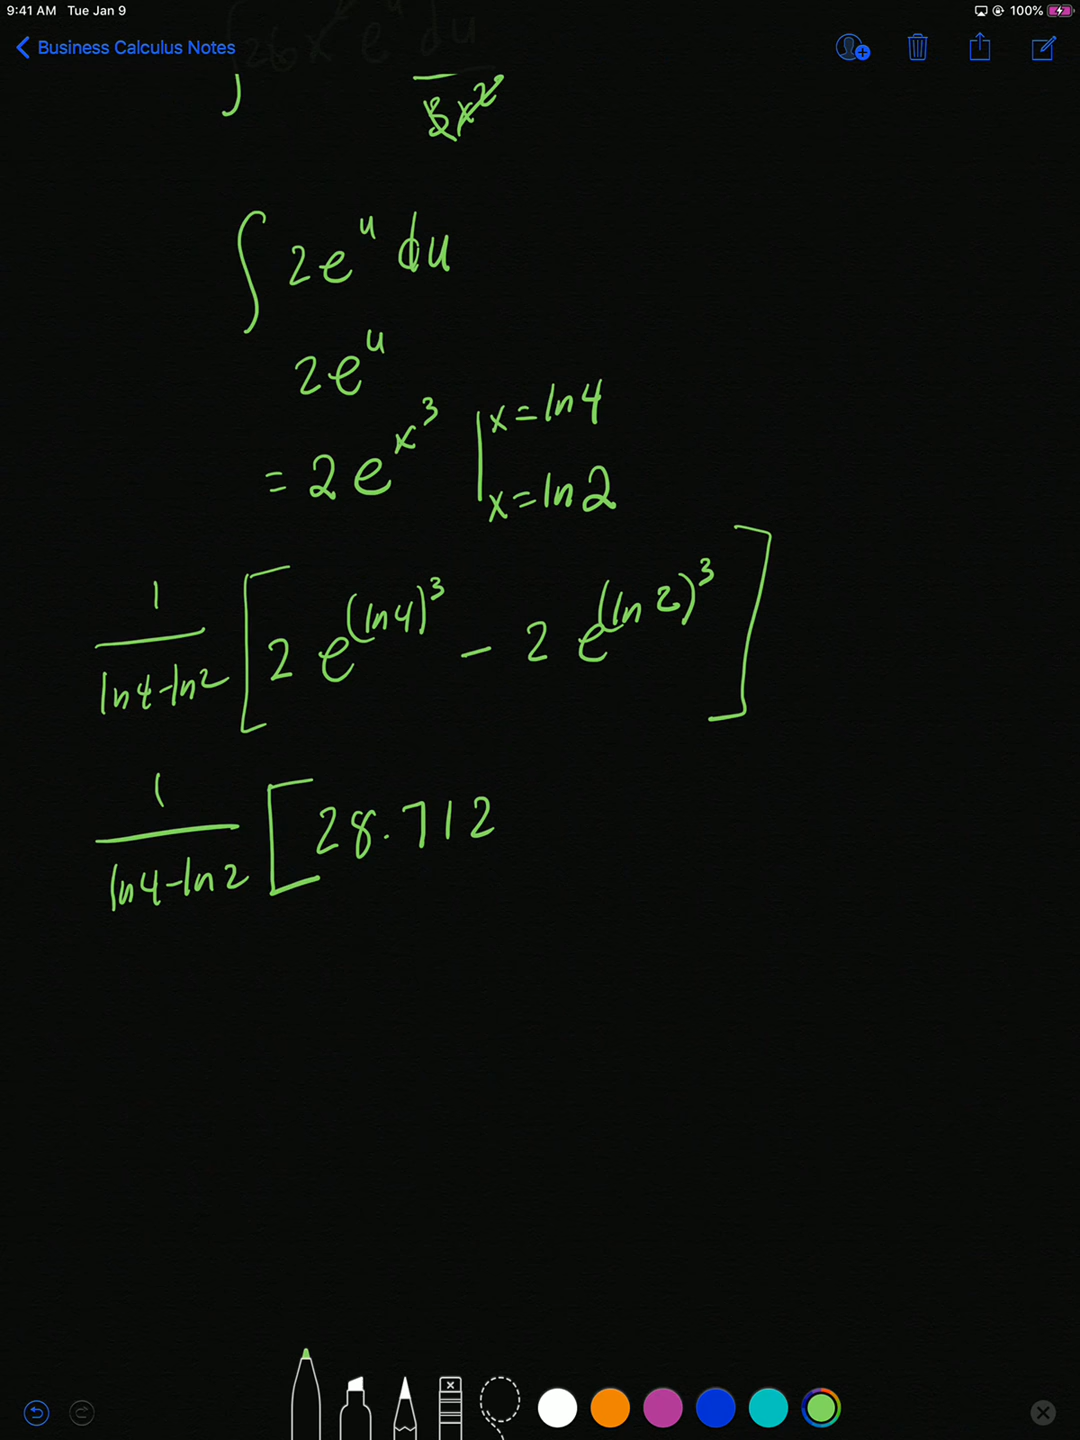 9:41 AM Tue Jan 9 100%
Business Calculus Notes
∫ 2e^u du
2e^u
= 2e^{x^3} | x=ln4
x=ln2
1/(ln4-ln2) [2e^{(ln4)^3} - 2e^{(ln2)^3}]
1/(ln4-ln2) [28.712